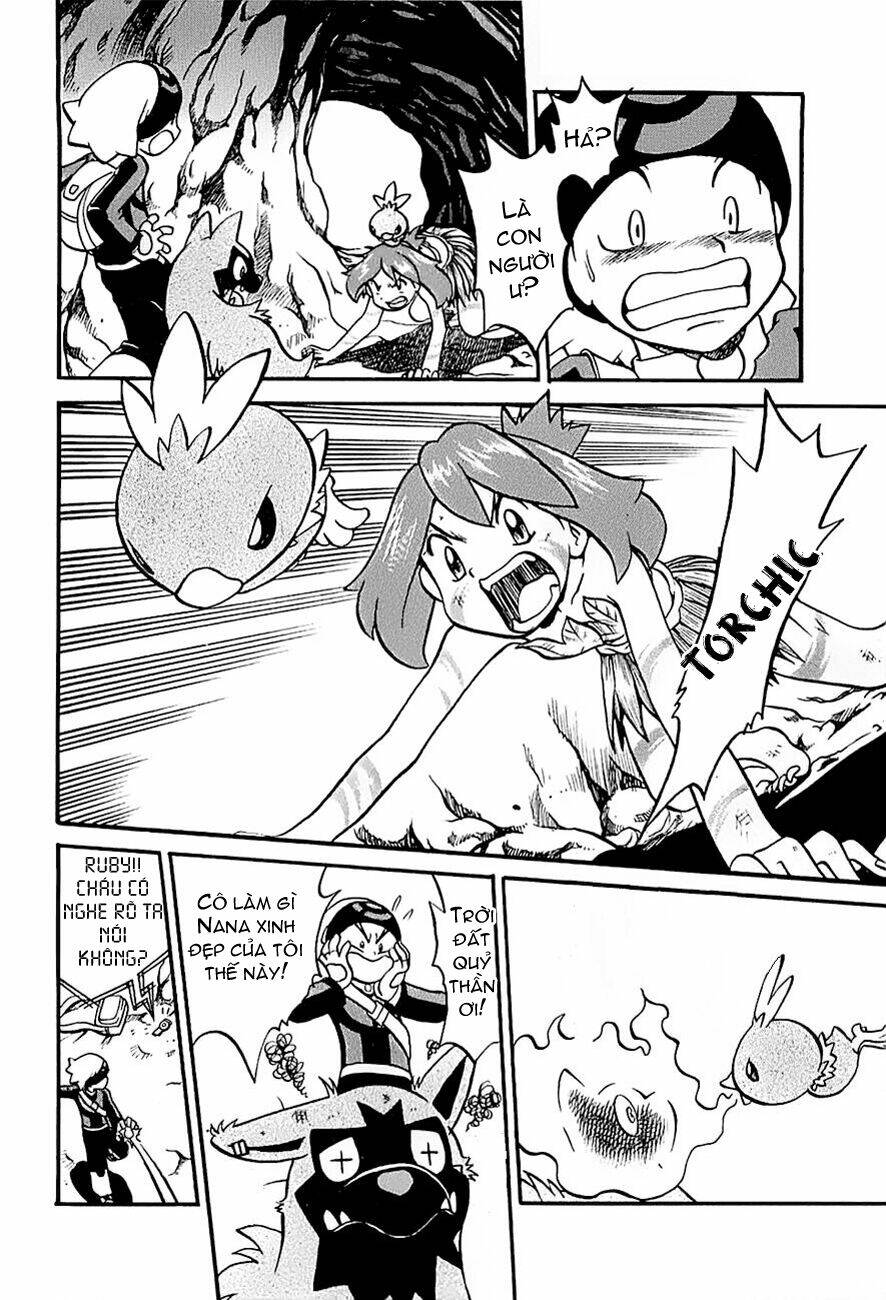 HẢ?
LÀ
CON
NGƯỜI
Ư?
TORCHIC
TRỜI
ĐẤT
QUỶ
THẦN
ƠI!
CÔ LÀM GÌ
NANA XINH
ĐẸP CỦA TÔI
THẾ NÀY!
RUBY!!
CHÁU CÓ
NGHE RÕ TA
NÓI
KHÔNG?